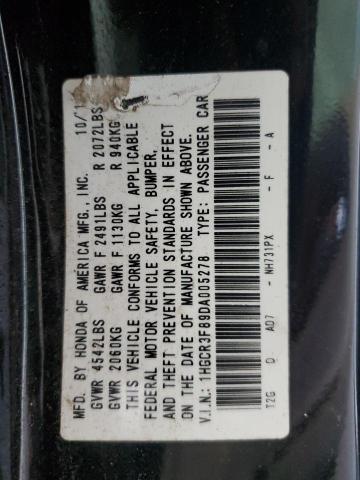 MFD. BY HONDA OF AMERICA MFG., INC. 10/1
GVWR 4542LBS GAWR F 2491LBS R 2072LBS
GVWR 2060KG GAWR F 1130KG R 940KG
THIS VEHICLE CONFORMS TO ALL APPLICABLE
FEDERAL MOTOR VEHICLE SAFETY, BUMPER,
AND THEFT PREVENTION STANDARDS IN EFFECT
ON THE DATE OF MANUFACTURE SHOWN ABOVE.
V.I.N.: 1HGCR3F89DA005278 TYPE: PASSENGER CAR
T2G D AD7 - NH731PX - F - A